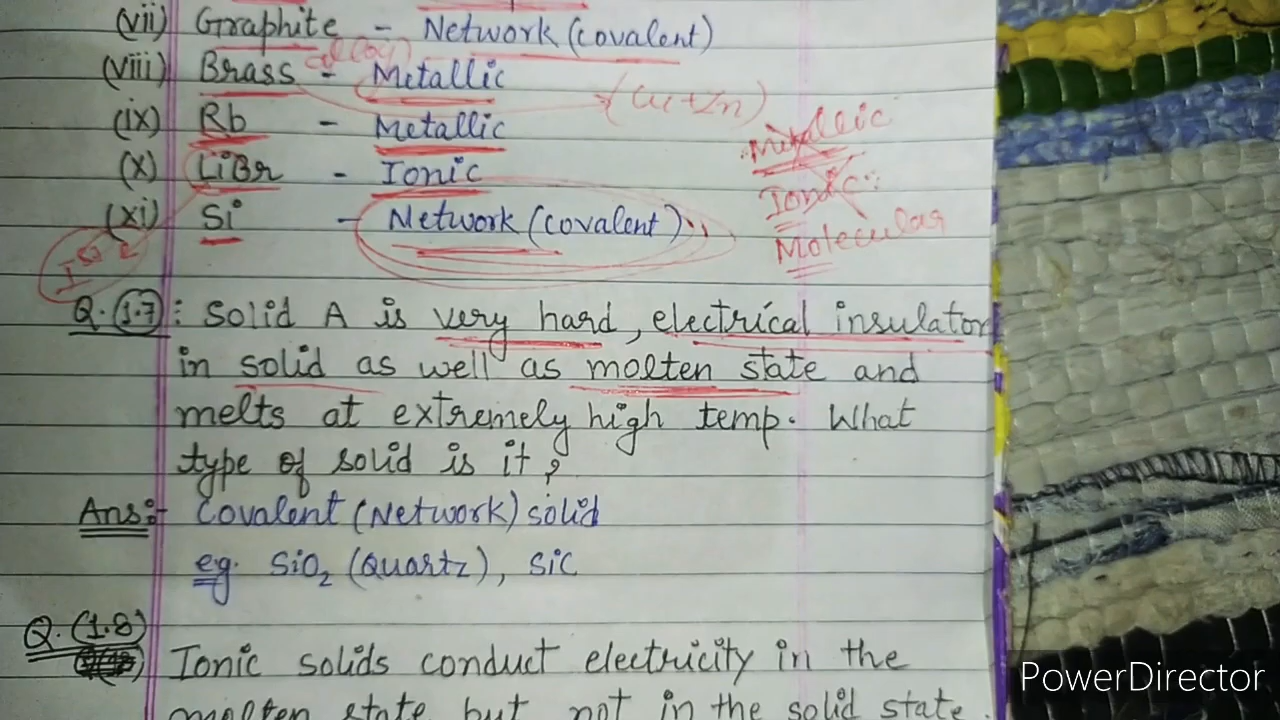 (vii) Graphite - Network (covalent)
alloy
(viii) Brass - Metallic
(Cu+Zn)
(ix) Rb - Metallic
Metallic
(x) LiBr - Ionic
Ionic
(xi) Si - Network (covalent)
Molecular
Q.(1.7): Solid A is very hard, electrical insulator
in solid as well as molten state and
melts at extremely high temp. What
type of solid is it?
Ans:- Covalent (Network) solid
eg. SiO₂ (Quartz), SiC
Q.(1.8)
Ionic solids conduct electricity in the
molten state but not in the solid state.
PowerDirector